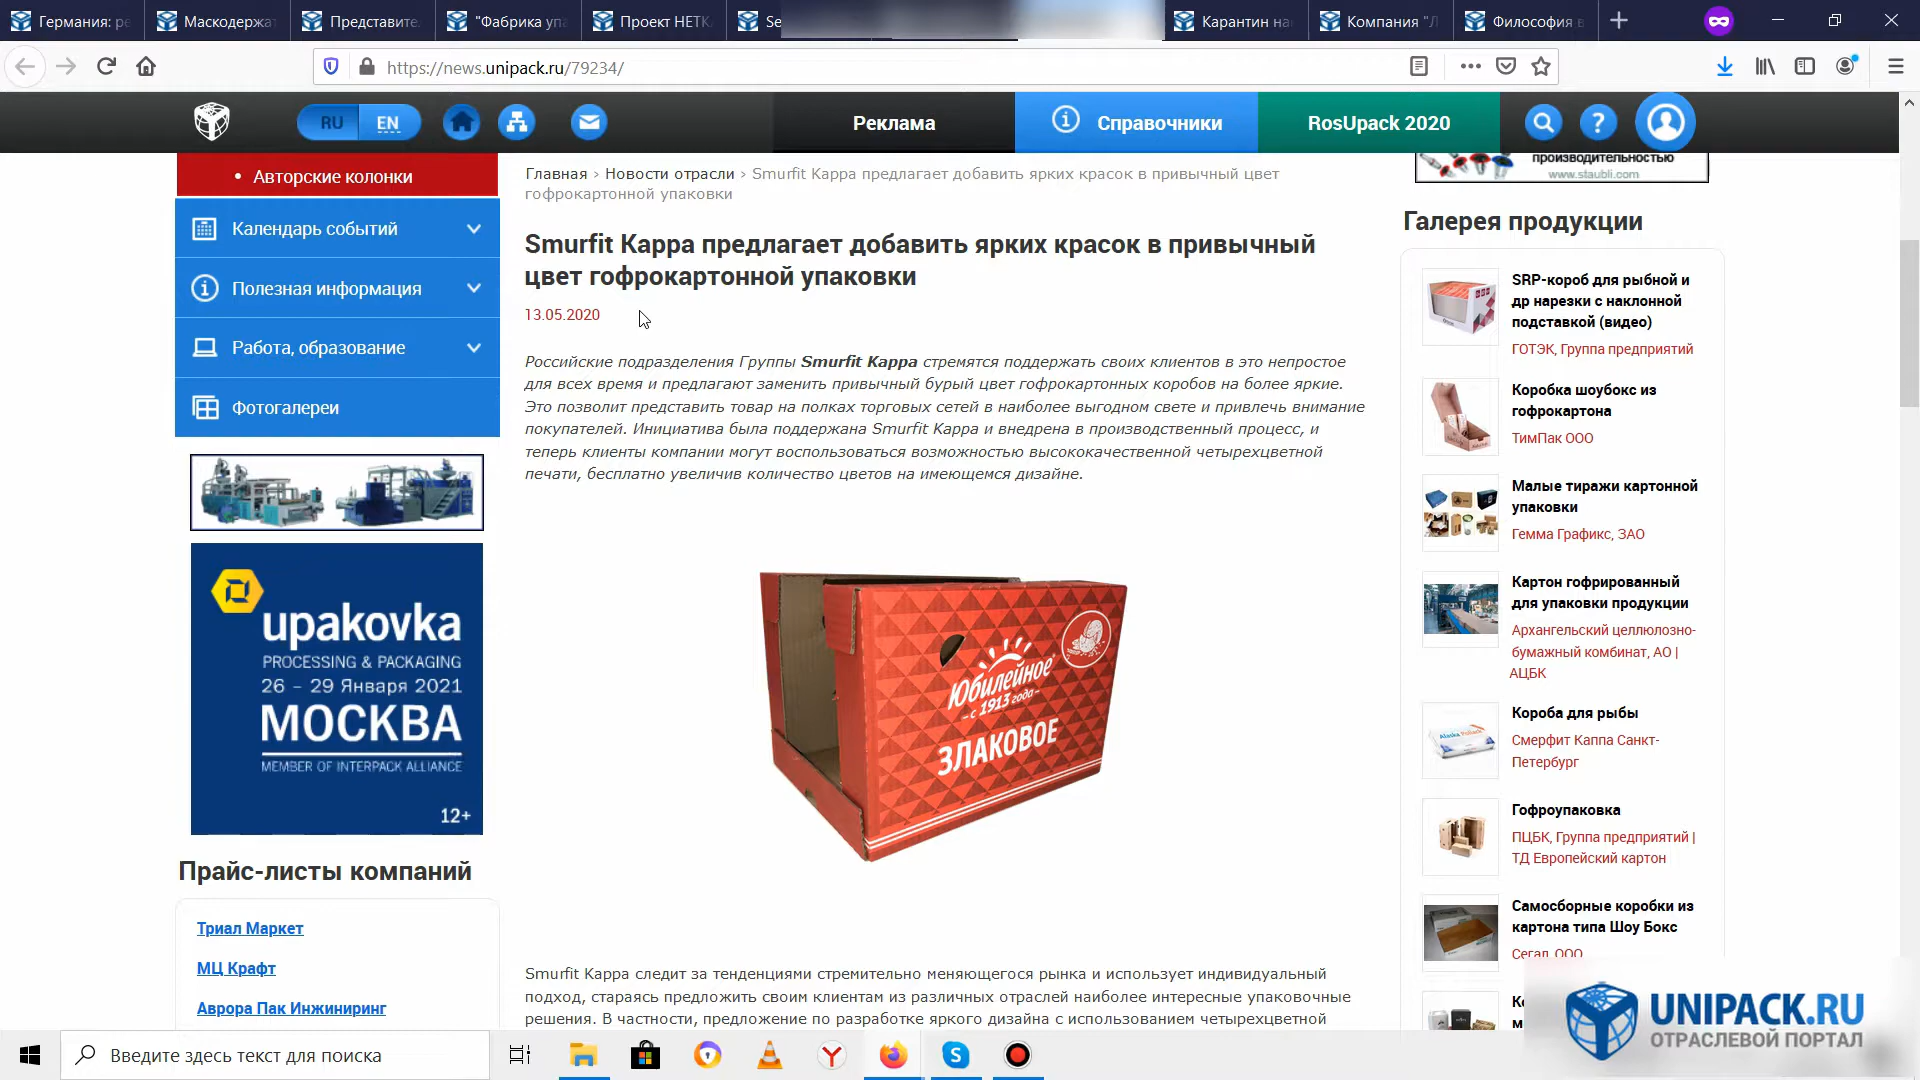 Германия:
Маскодержат
Представите
"Фабрика
Проект НЕТК
Se
Карантин на
Компания "Л
Философия в
https://news.unipack.ru/79234/
RU
EN
Реклама
Справочники
RosUpack 2020
?
• Авторские колонки
Календарь событий
Полезная информация
Работа, образование
Фотогалереи
upakovka
PROCESSING & PACKAGING
26 – 29 Января 2021
МОСКВА
MEMBER OF INTERPACK ALLIANCE
12+
Прайс-листы компаний
Триал Маркет
МЦ Крафт
Аврора Пак Инжиниринг
Главная › Новости отрасли › Smurfit Kappa предлагает добавить ярких красок в привычный цвет
гофрокартонной упаковки
Smurfit Kappa предлагает добавить ярких красок в привычный
цвет гофрокартонной упаковки
13.05.2020
Российские подразделения Группы Smurfit Kappa стремятся поддержать своих клиентов в это непростое
для всех время и предлагают заменить привычный бурый цвет гофрокартонных коробов на более яркие.
Это позволит представить товар на полках торговых сетей в наиболее выгодном свете и привлечь внимание
покупателей. Инициатива была поддержана Smurfit Kappa и внедрена в производственный процесс, и
теперь клиенты компании могут воспользоваться возможностью высококачественной четырехцветной
печати, бесплатно увеличив количество цветов на имеющемся дизайне.
Юбилейное
– с 1913 года –
ЗЛАКОВОЕ
Smurfit Kappa следит за тенденциями стремительно меняющегося рынка и использует индивидуальный
подход, стараясь предложить своим клиентам из различных отраслей наиболее интересные упаковочные
решения. В частности, предложение по разработке яркого дизайна с использованием четырехцветной
производительностью
www.staubli.com
Галерея продукции
SRP-короб для рыбной и
др нарезки с наклонной
подставкой (видео)
ГОТЭК, Группа предприятий
Коробка шоубокс из
гофрокартона
ТимПак ООО
Малые тиражи картонной
упаковки
Гемма Графикс, ЗАО
Картон гофрированный
для упаковки продукции
Архангельский целлюлозно-
бумажный комбинат, АО |
АЦБК
Короба для рыбы
Смерфит Каппа Санкт-
Петербург
Гофроупаковка
ПЦБК, Группа предприятий |
ТД Европейский картон
Самосборные коробки из
картона типа Шоу Бокс
Сегал, ООО
UNIPACK.RU
ОТРАСЛЕВОЙ ПОРТАЛ
Введите здесь текст для поиска